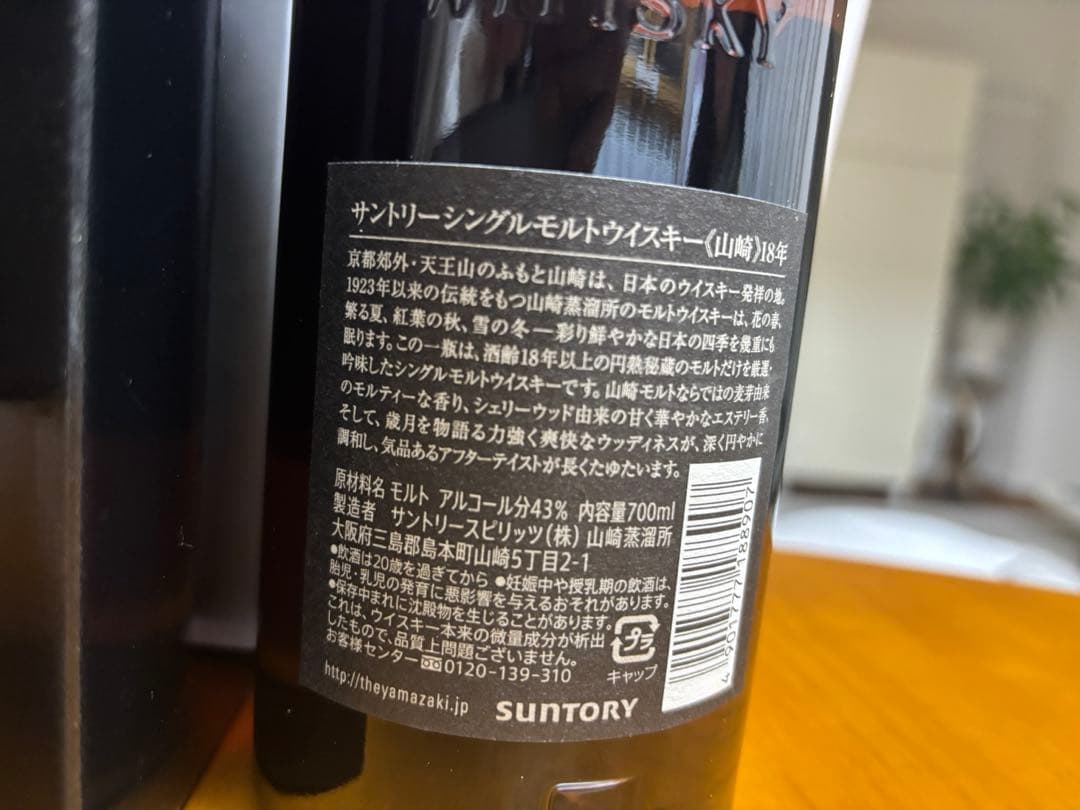 WHISKY
サントリーシングルモルトウイスキー《山崎》18年
京都郊外・天王山のふもと山崎は、日本のウイスキー発祥の地。
1923年以来の伝統をもつ山崎蒸溜所のモルトウイスキーは、花の春、
繁る夏、紅葉の秋、雪の冬―彩り鮮やかな日本の四季を幾重にも
眠ります。この一瓶は、酒齢18年以上の円熟秘蔵のモルトだけを厳選・
吟味したシングルモルトウイスキーです。山崎モルトならではの麦芽由来
のモルティーな香り、シェリーウッド由来の甘く華やかなエステリー香、
そして、歳月を物語る力強く爽快なウッディネスが、深く円やかに
調和し、気品あるアフターテイストが長くたゆたいます。
原材料名 モルト アルコール分43% 内容量700ml
製造者 サントリースピリッツ(株) 山崎蒸溜所
大阪府三島郡島本町山崎5丁目2-1
●飲酒は20歳を過ぎてから ●妊娠中や授乳期の飲酒は、
胎児・乳児の発育に悪影響を与えるおそれがあります。
●保存中まれに沈殿物を生じることがあります。
これは、ウイスキー本来の微量成分が析出
したもので、品質上問題ございません。
お客様センター 0120-139-310
プラ
キャップ
http://theyamazaki.jp
SUNTORY
4 901777 188907